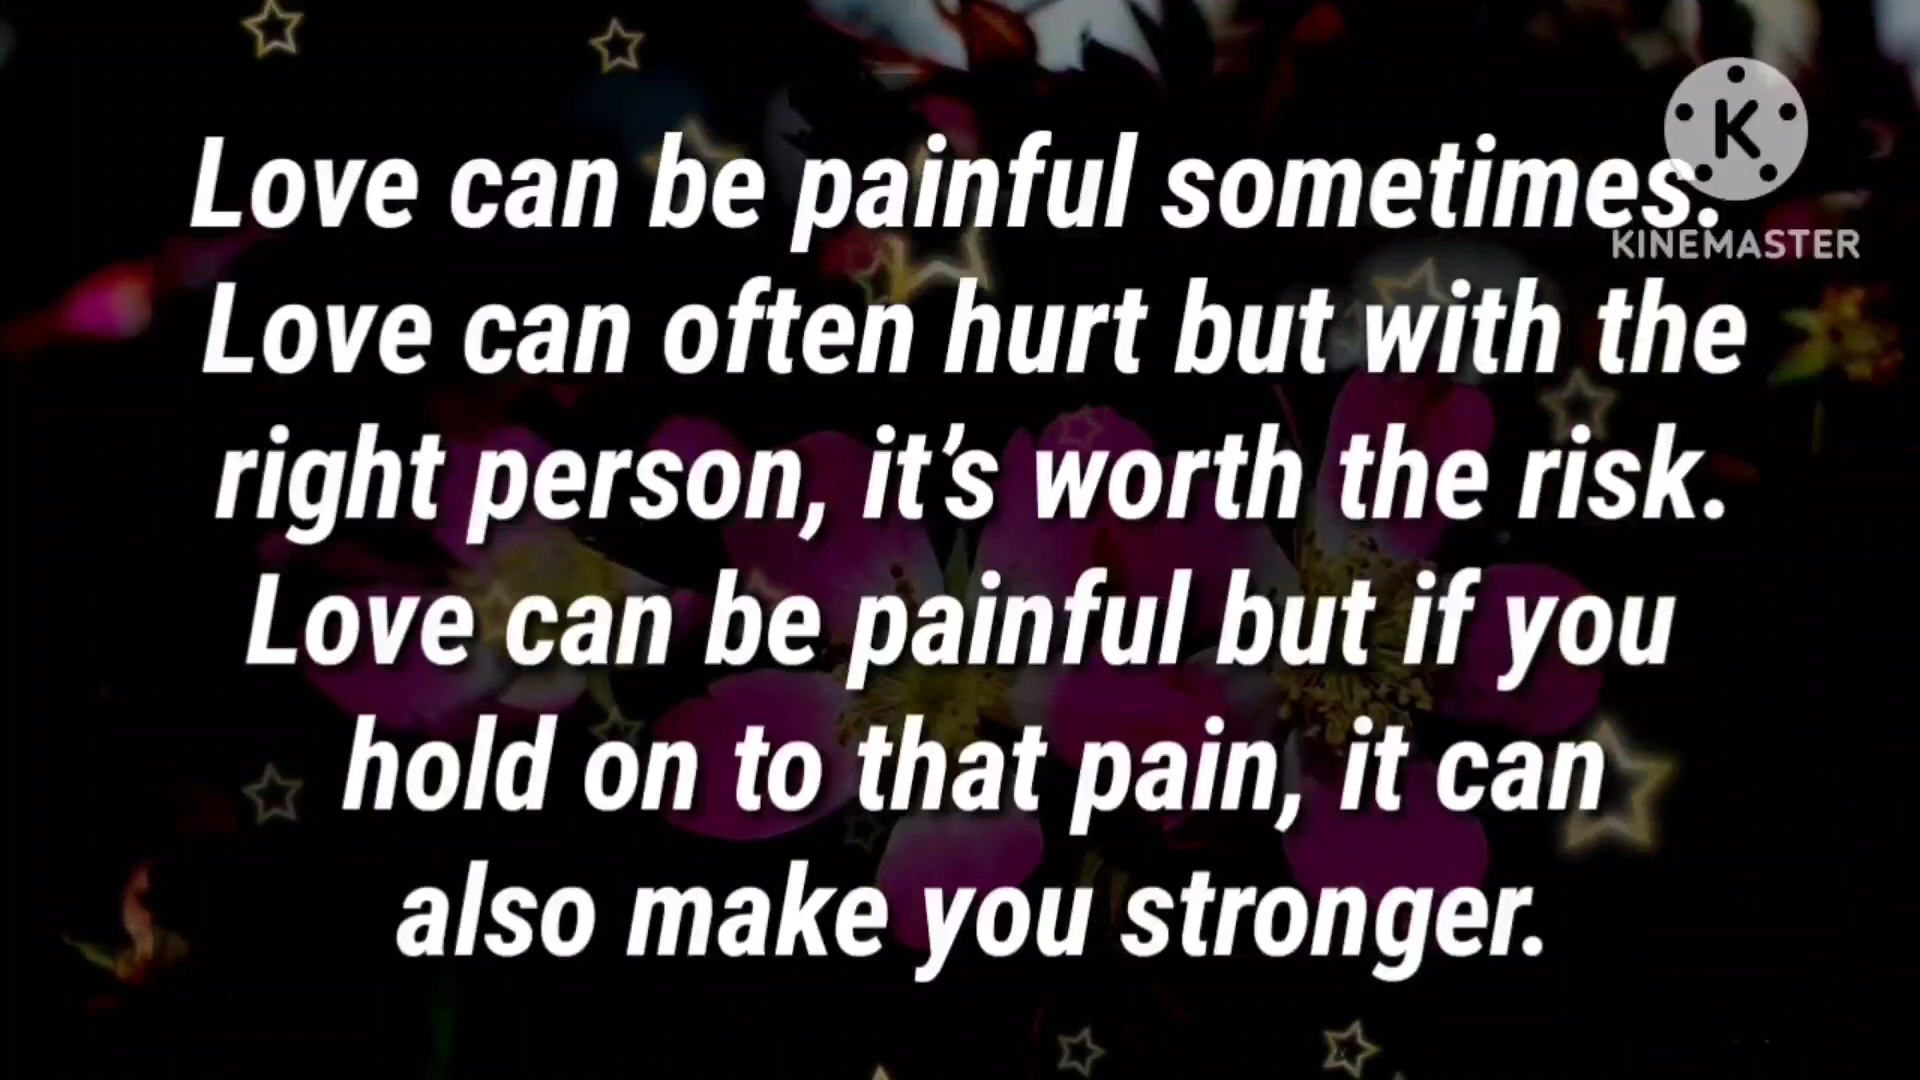 Love can be painful sometimes.
K
KINEMASTER
Love can often hurt but with the
right person, it's worth the risk.
Love can be painful but if you
hold on to that pain, it can
also make you stronger.